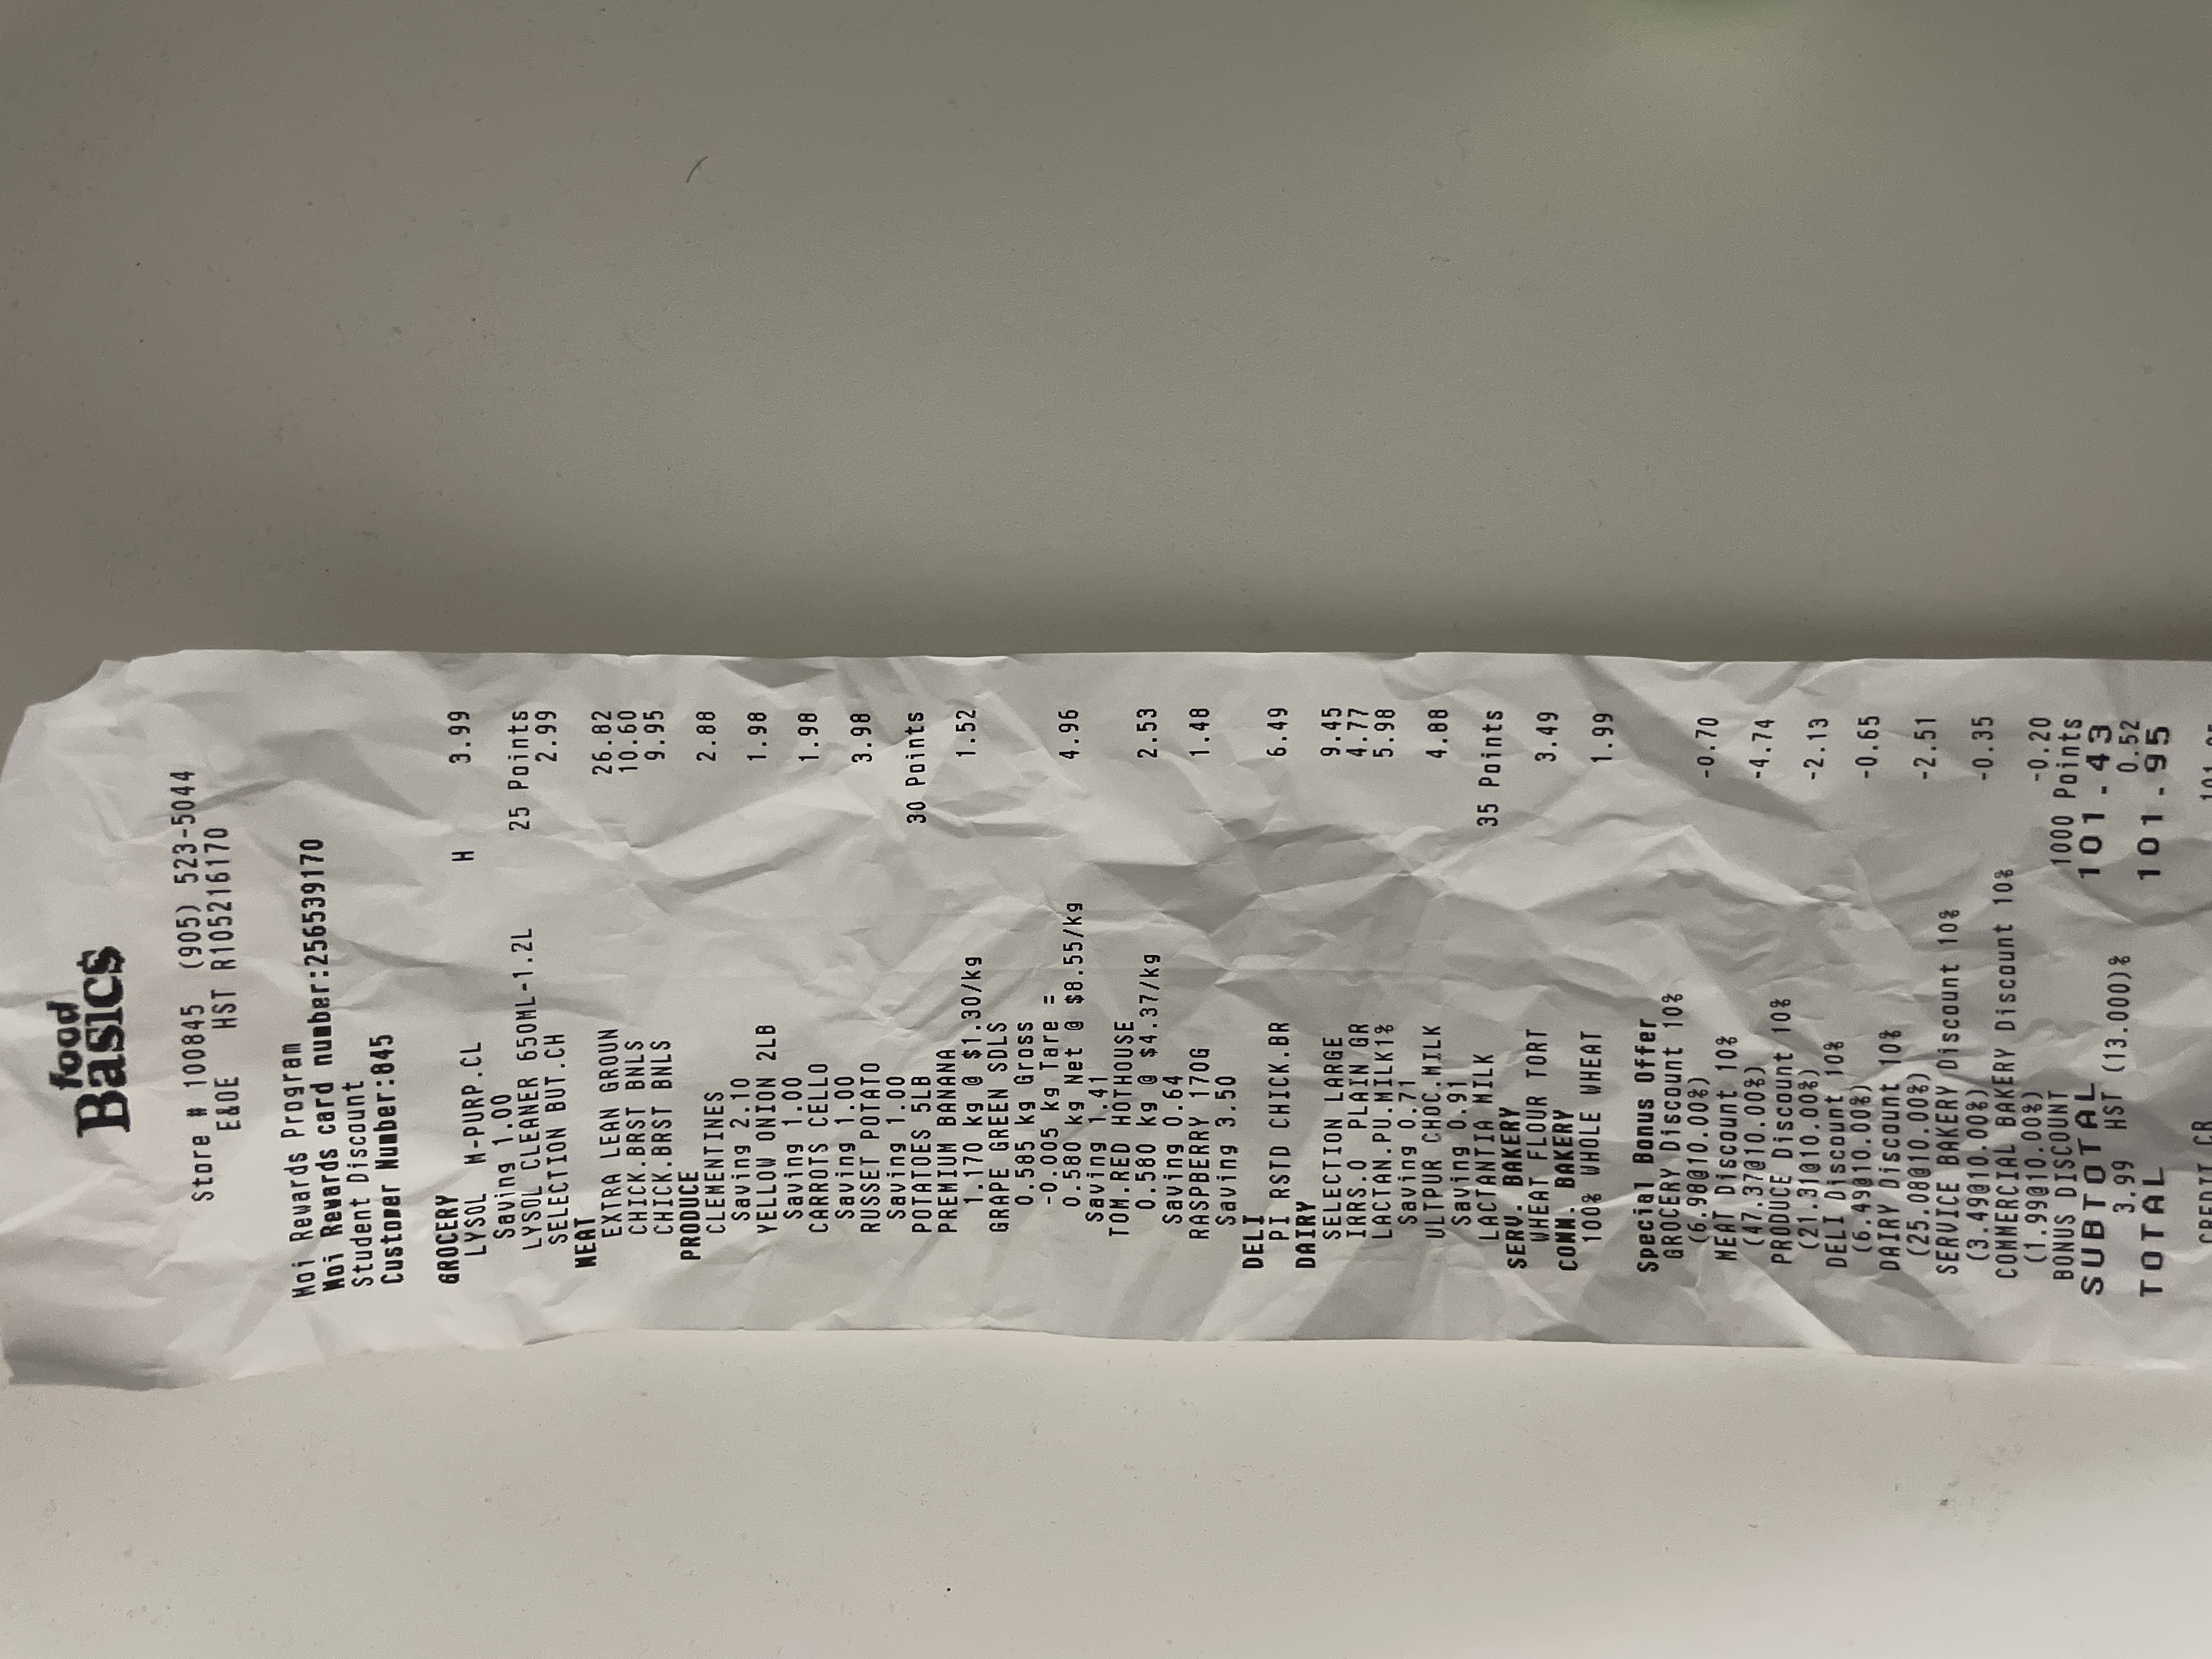 food
Basics
Store # 100845 (905) 523-5044
E&OE HST R105216170
Moi Rewards Program
Moi Rewards card number:256539170
Student Discount
Customer Number:845
GROCERY
LYSOL M-PURP.CL H 3.99
Saving 1.00
LYSOL CLEANER 650ML-1.2L 25 Points
SELECTION BUT.CH 2.99
MEAT
EXTRA LEAN GROUN 26.82
CHICK.BRST BNLS 10.60
CHICK.BRST BNLS 9.95
PRODUCE
CLEMENTINES 2.88
Saving 2.10
YELLOW ONION 2LB 1.98
Saving 1.00
CARROTS CELLO 1.98
Saving 1.00
RUSSET POTATO 3.98
Saving 1.00
POTATOES 5LB 30 Points
PREMIUM BANANA
1.170 kg @ $1.30/kg 1.52
GRAPE GREEN SDLS
0.585 kg Gross
-0.005 kg Tare =
0.580 kg Net @ $8.55/kg 4.96
Saving 1.41
TOM.RED HOTHOUSE
0.580 kg @ $4.37/kg 2.53
Saving 0.64
RASPBERRY 170G 1.48
Saving 3.50
DELI
PI RSTD CHICK.BR 6.49
DAIRY
SELECTION LARGE 9.45
IRRS.O PLAIN GR 4.77
LACTAN.PU.MILK1% 5.98
Saving 0.71
ULTPUR CHOC.MILK 4.88
Saving 0.91
LACTANTIA MILK 35 Points
SERV. BAKERY
WHEAT FLOUR TORT 3.49
COMM. BAKERY
100% WHOLE WHEAT 1.99
Special Bonus Offer
GROCERY Discount 10%
(6.98@10.00%) -0.70
MEAT Discount 10%
(47.37@10.00%) -4.74
PRODUCE Discount 10%
(21.31@10.00%) -2.13
DELI Discount 10%
(6.49@10.00%) -0.65
DAIRY Discount 10%
(25.08@10.00%) -2.51
SERVICE BAKERY Discount 10%
(3.49@10.00%) -0.35
COMMERCIAL BAKERY Discount 10%
(1.99@10.00%) -0.20
BONUS DISCOUNT 1000 Points
SUBTOTAL 101.43
3.99 HST (13.000)% 0.52
TOTAL 101.95
CREDIT CR